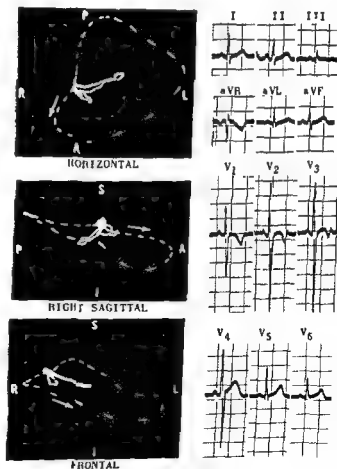 P
R
L
A
HORIZONTAL
S
P
A
I
RIGHT SAGITTAL
S
R
L
I
FRONTAL
I II III
aVR aVL aVF
V1 V2 V3
V4 V5 V6